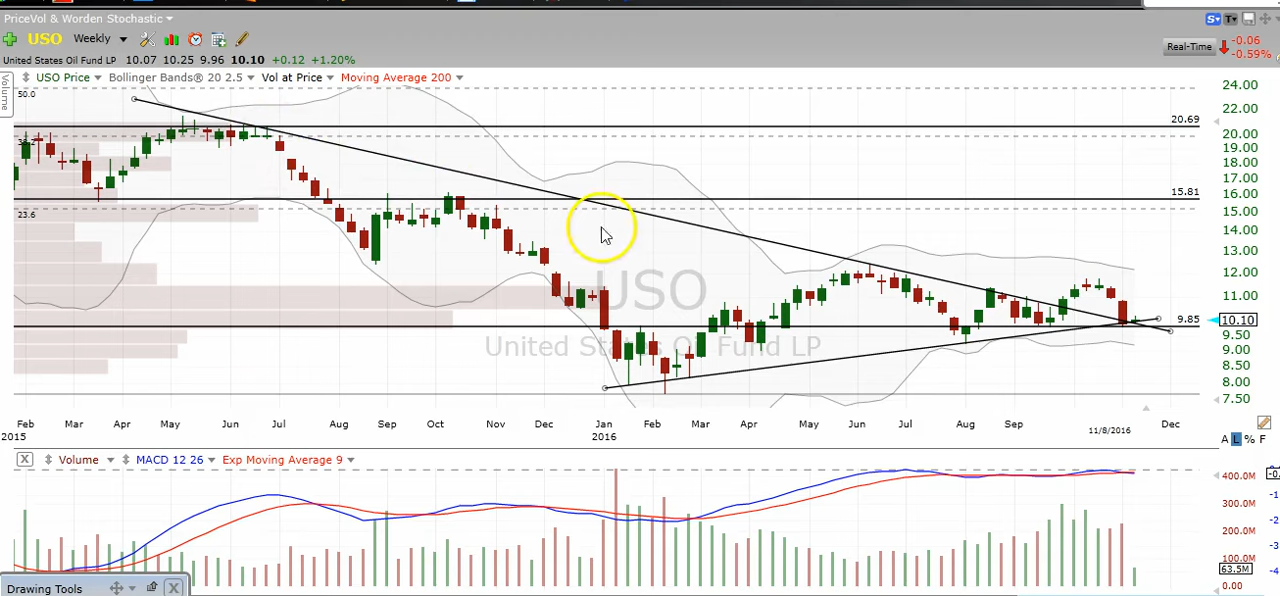 PriceVol & Worden Stochastic
USO Weekly
Real-Time
-0.06
-0.59%
United States Oil Fund LP 10.07 10.25 9.96 10.10 +0.12 +1.20%
USO Price Bollinger Bands® 20 2.5 Vol at Price Moving Average 200
Volume
50.0
38.2
23.6
20.69
15.81
9.85
24.00
22.00
20.00
19.00
18.00
17.00
16.00
15.00
14.00
13.00
12.00
11.00
10.10
9.50
9.00
8.50
8.00
7.50
USO
United States Oil Fund LP
Feb Mar Apr May Jun Jul Aug Sep Oct Nov Dec Jan Feb Mar Apr May Jun Jul Aug Sep 11/8/2016 Dec
2015 2016
A L % F
X Volume MACD 12 26 Exp Moving Average 9
400.0M
300.0M
200.0M
100.0M
63.5M
0.00
-1
-2
-3
-4
Drawing Tools X